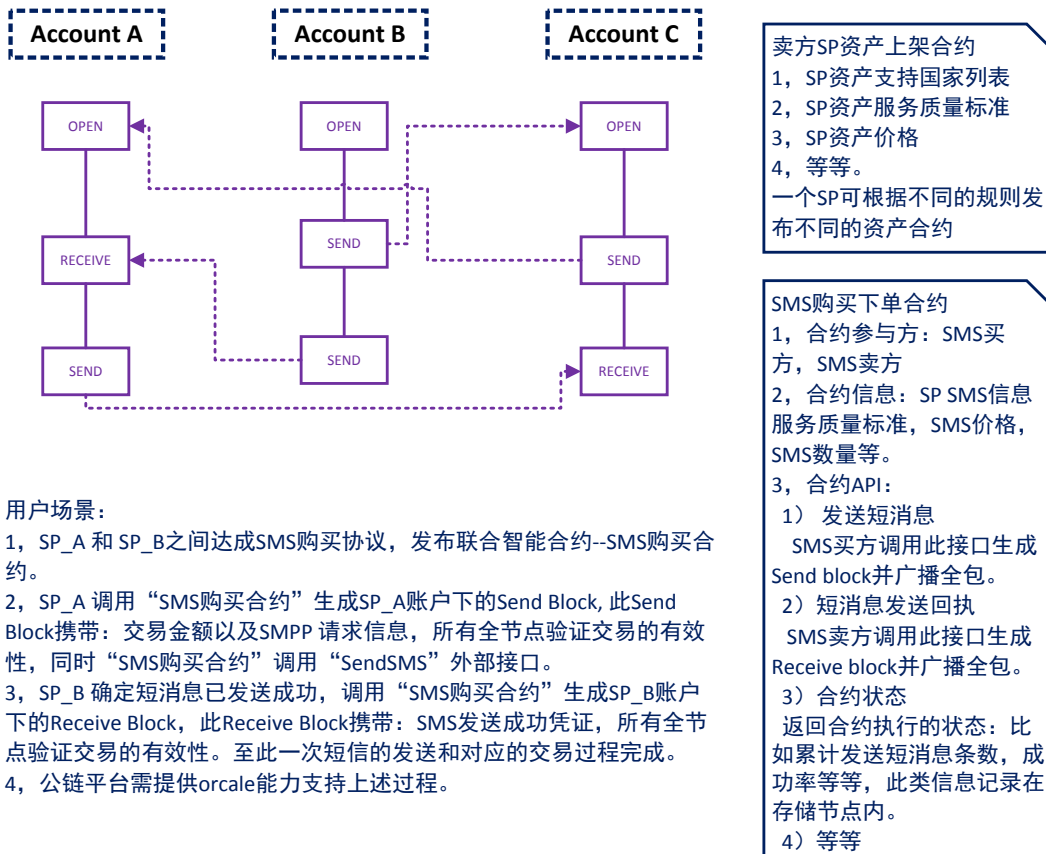 Account A
Account B
Account C
OPEN
OPEN
OPEN
SEND
RECEIVE
SEND
SEND
SEND
RECEIVE
用户场景：
1，SP_A 和 SP_B之间达成SMS购买协议，发布联合智能合约--SMS购买合
约。
2，SP_A 调用“SMS购买合约”生成SP_A账户下的Send Block, 此Send
Block携带：交易金额以及SMPP 请求信息，所有全节点验证交易的有效
性，同时“SMS购买合约”调用“SendSMS”外部接口。
3，SP_B 确定短消息已发送成功，调用“SMS购买合约”生成SP_B账户
下的Receive Block，此Receive Block携带：SMS发送成功凭证，所有全节
点验证交易的有效性。至此一次短信的发送和对应的交易过程完成。
4，公链平台需提供orcale能力支持上述过程。
卖方SP资产上架合约
1，SP资产支持国家列表
2，SP资产服务质量标准
3，SP资产价格
4，等等。
一个SP可根据不同的规则发
布不同的资产合约
SMS购买下单合约
1，合约参与方：SMS买
方，SMS卖方
2，合约信息：SP SMS信息
服务质量标准，SMS价格，
SMS数量等。
3，合约API：
1） 发送短消息
SMS买方调用此接口生成
Send block并广播全包。
2）短消息发送回执
SMS卖方调用此接口生成
Receive block并广播全包。
3）合约状态
返回合约执行的状态：比
如累计发送短消息条数，成
功率等等，此类信息记录在
存储节点内。
4）等等